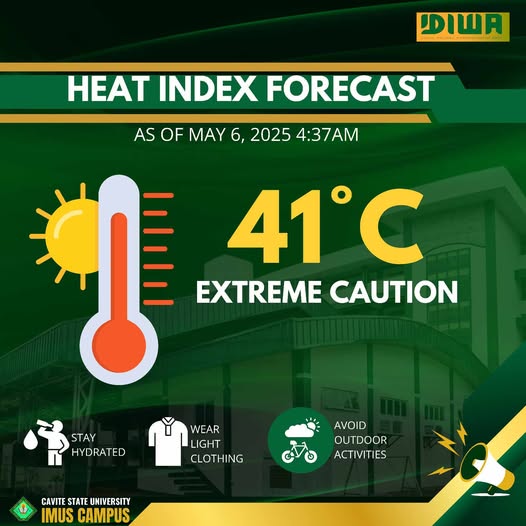 DIWA
HEAT INDEX FORECAST
AS OF MAY 6, 2025 4:37AM
41°C
EXTREME CAUTION
STAY
HYDRATED
WEAR
LIGHT
CLOTHING
AVOID
OUTDOOR
ACTIVITIES
CAVITE STATE UNIVERSITY
IMUS CAMPUS